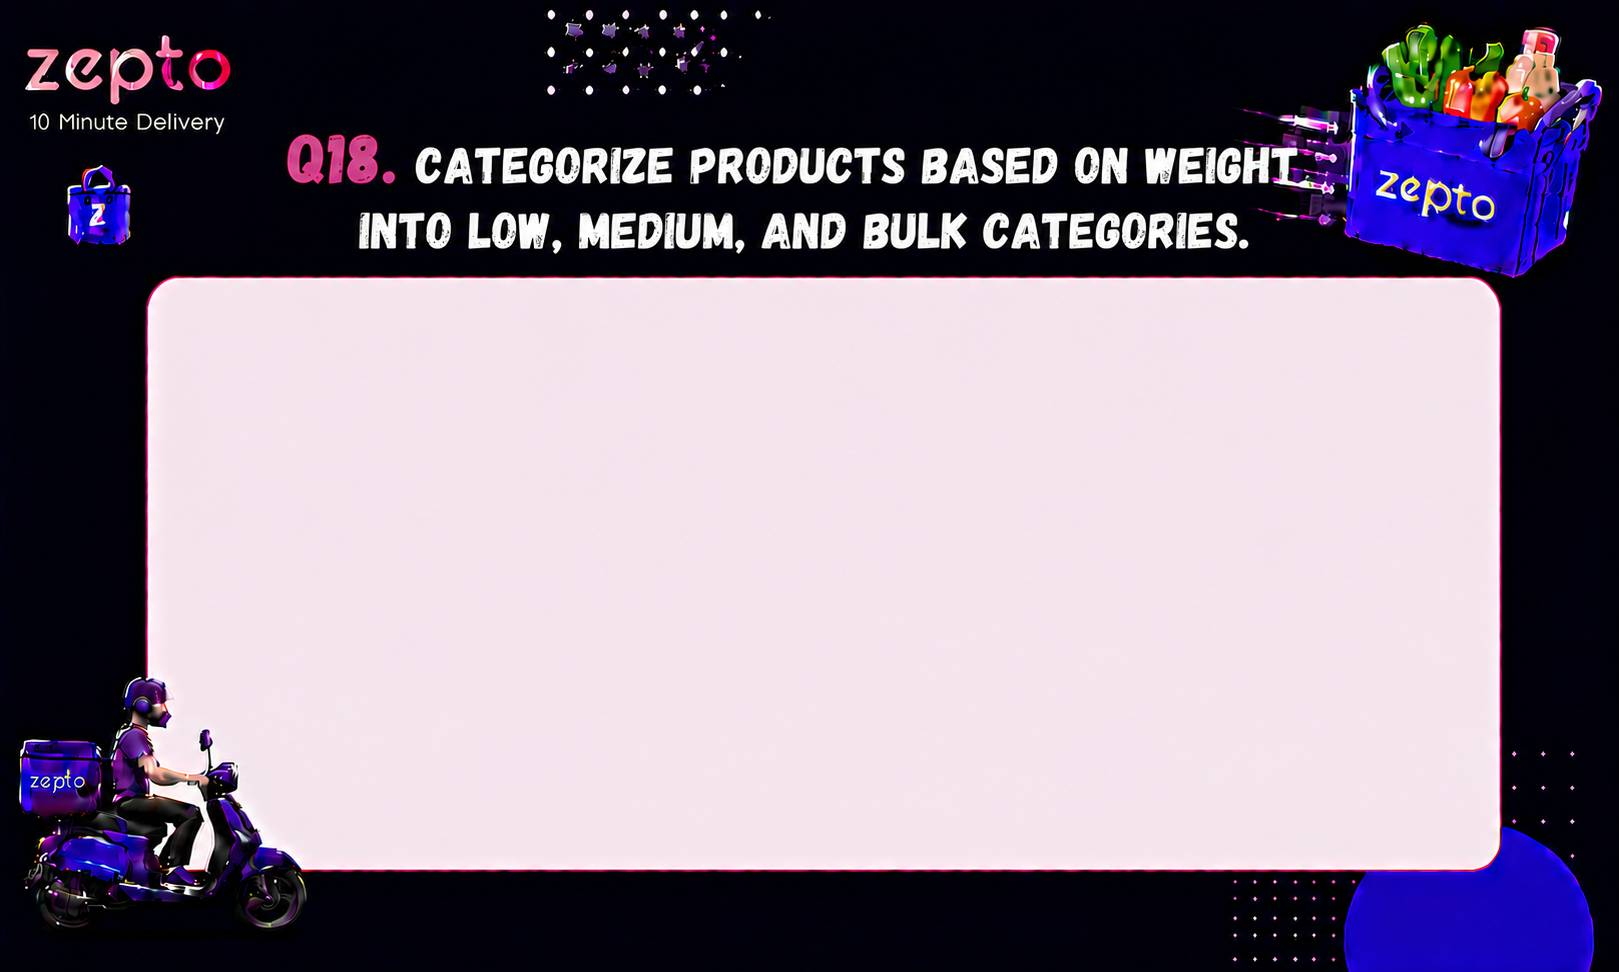 zepto
10 Minute Delivery
Z
Q18. CATEGORIZE PRODUCTS BASED ON WEIGHT
INTO LOW, MEDIUM, AND BULK CATEGORIES.
zepto
zepto